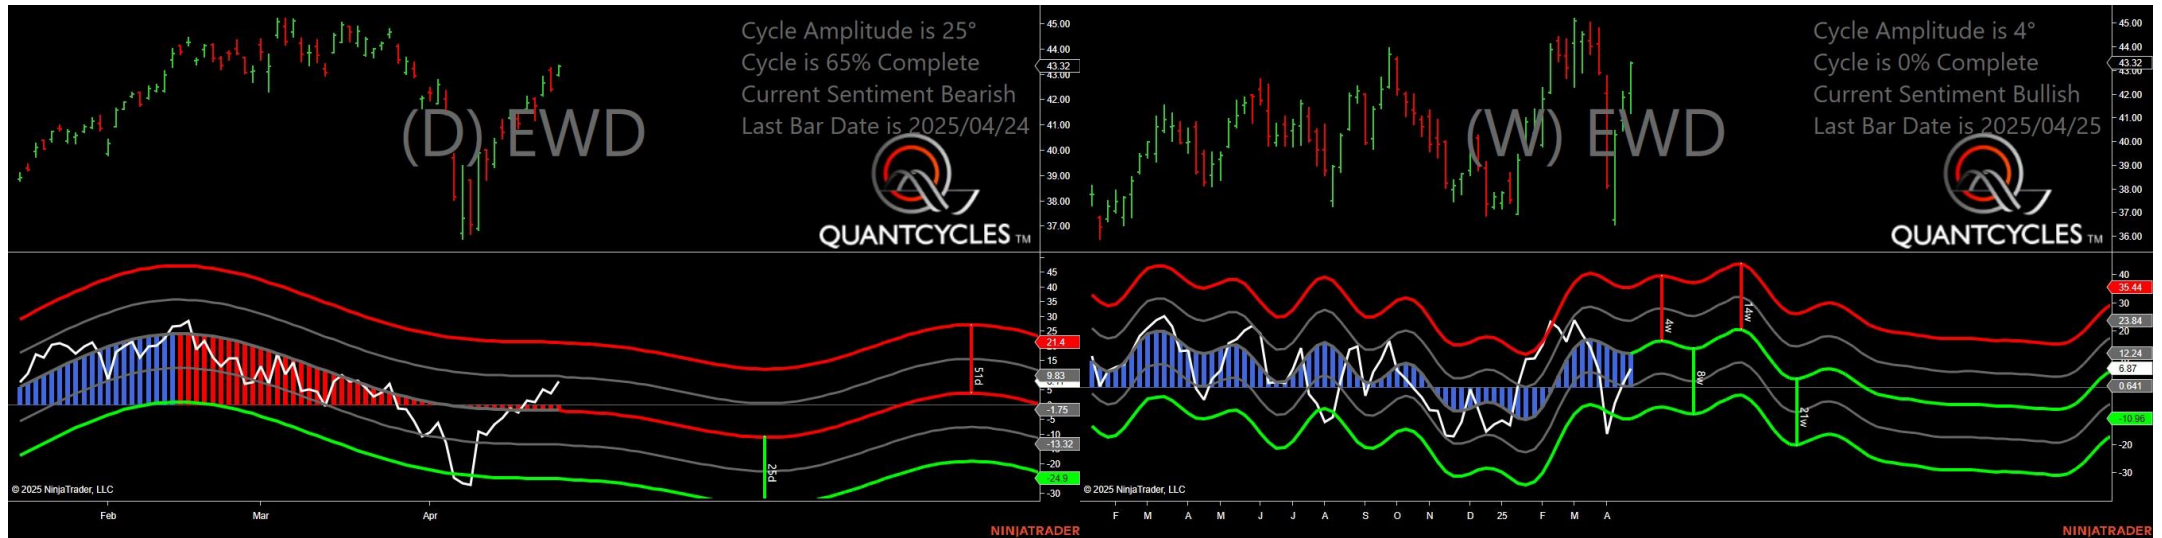 Cycle Amplitude is 25°
Cycle is 65% Complete
Current Sentiment Bearish
Last Bar Date is 2025/04/24
(D) EWD
QUANTCYCLES TM
45.00
44.00
43.32
43.00
42.00
41.00
40.00
39.00
38.00
37.00
45
40
35
30
25
21.4
15
9.83
5
-1.75
-5
-10
-13.32
-20
-24.9
-30
51d
25d
© 2025 NinjaTrader, LLC
Feb Mar Apr
NINJATRADER
Cycle Amplitude is 4°
Cycle is 0% Complete
Current Sentiment Bullish
Last Bar Date is 2025/04/25
(W) EWD
QUANTCYCLES TM
45.00
44.00
43.32
43.00
42.00
41.00
40.00
39.00
38.00
37.00
36.00
40
35.44
30
23.84
20
12.24
6.87
0.641
-10.96
-20
-30
4w
14w
8w
21w
© 2025 NinjaTrader, LLC
F M A M J J A S O N D 25 F M A
NINJATRADER